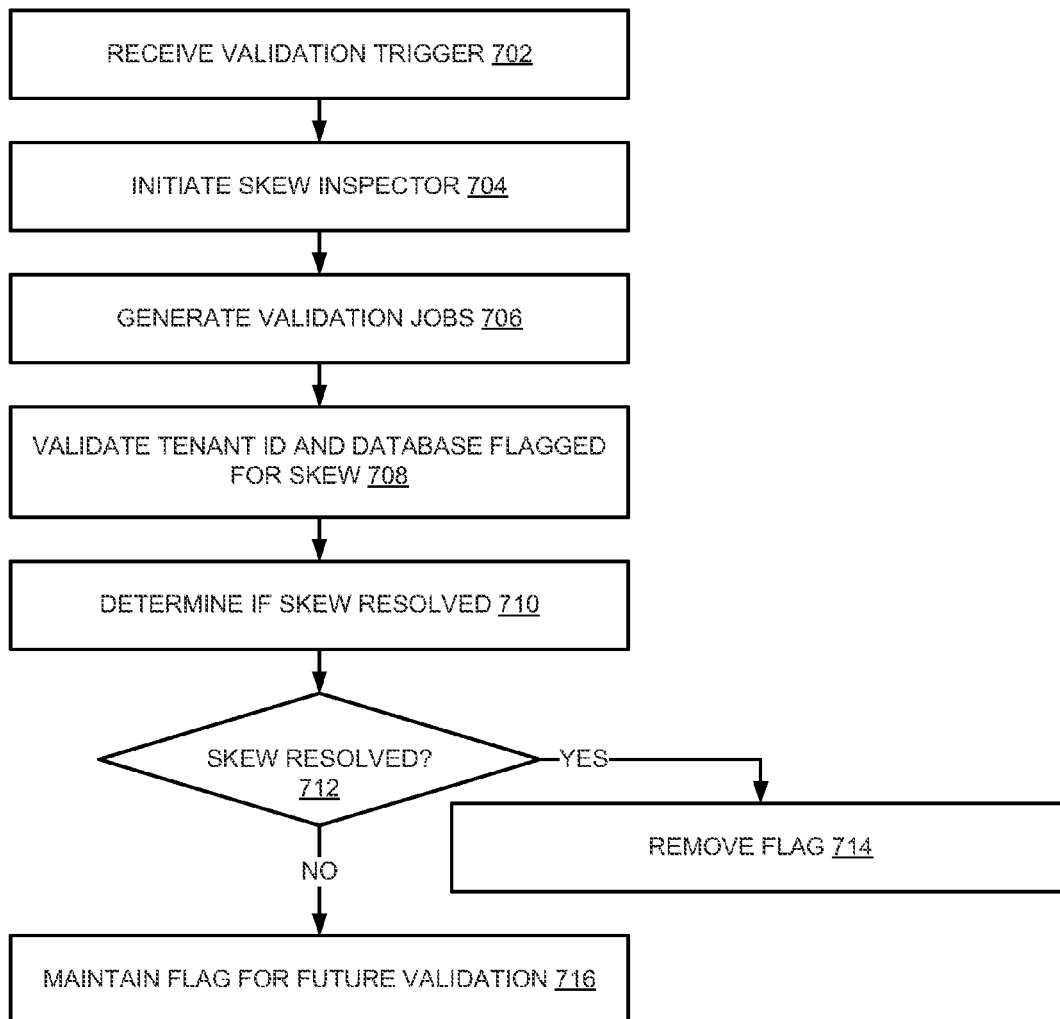 RECEIVE VALIDATION TRIGGER 702
INITIATE SKEW INSPECTOR 704
GENERATE VALIDATION JOBS 706
VALIDATE TENANT ID AND DATABASE FLAGGED
FOR SKEW 708
DETERMINE IF SKEW RESOLVED 710
SKEW RESOLVED?
712
YES
REMOVE FLAG 714
NO
MAINTAIN FLAG FOR FUTURE VALIDATION 716